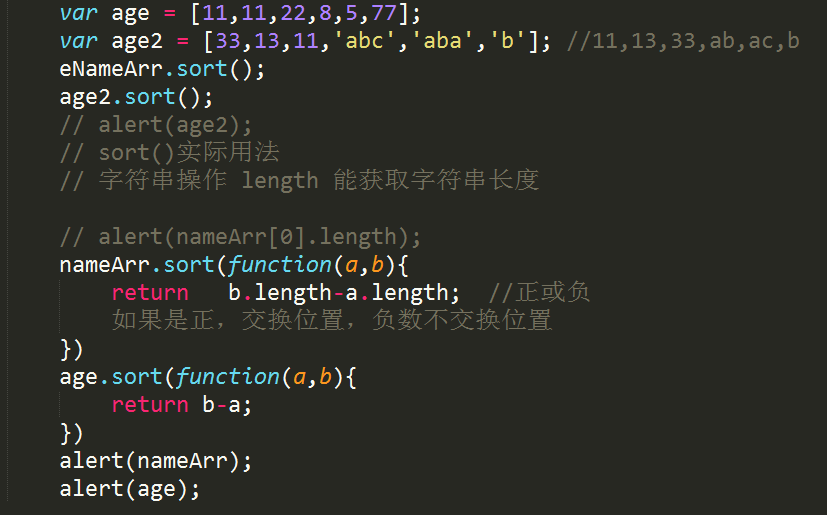 var age = [11,11,22,8,5,77];
var age2 = [33,13,11,'abc','aba','b']; //11,13,33,ab,ac,b
eNameArr.sort();
age2.sort();
// alert(age2);
// sort()实际用法
// 字符串操作 length 能获取字符串长度
// alert(nameArr[0].length);
nameArr.sort(function(a,b){
return   b.length-a.length;  //正或负
如果是正，交换位置，负数不交换位置
})
age.sort(function(a,b){
return b-a;
})
alert(nameArr);
alert(age);